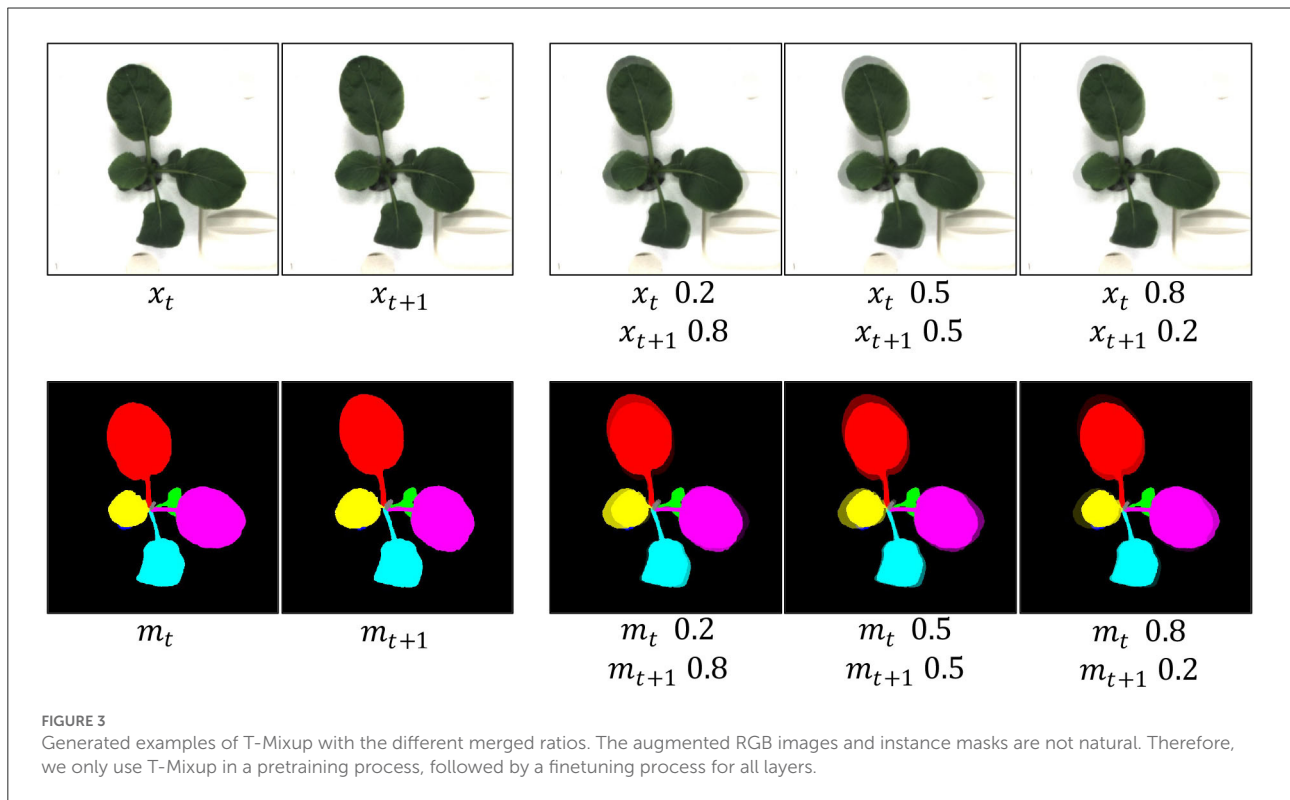 x_t
x_{t+1}
x_t 0.2
x_{t+1} 0.8
x_t 0.5
x_{t+1} 0.5
x_t 0.8
x_{t+1} 0.2
m_t
m_{t+1}
m_t 0.2
m_{t+1} 0.8
m_t 0.5
m_{t+1} 0.5
m_t 0.8
m_{t+1} 0.2
FIGURE 3
Generated examples of T-Mixup with the different merged ratios. The augmented RGB images and instance masks are not natural. Therefore,
we only use T-Mixup in a pretraining process, followed by a finetuning process for all layers.